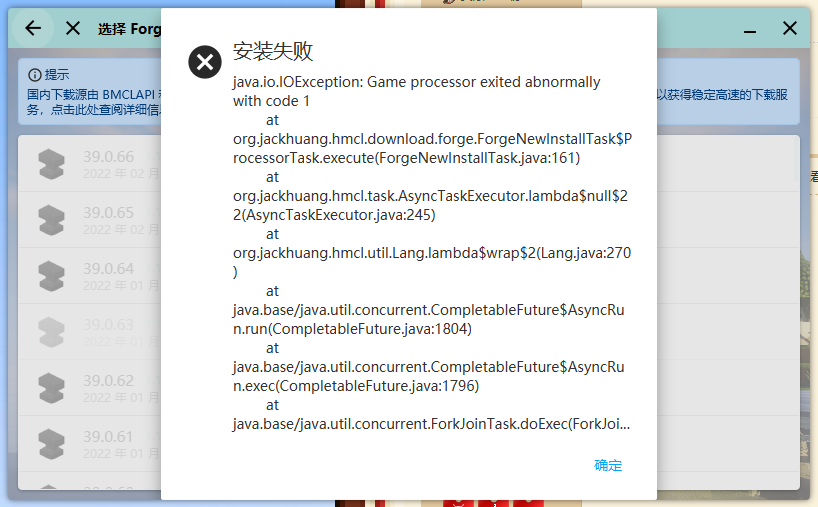 选择 Forg
提示
国内下载源由 BMCLAPI
以获得稳定高速的下载服
务，点击此处查阅详细信
39.0.66
2022 年 02 月
39.0.65
2022 年 02 月
39.0.64
2022 年 01 月
39.0.63
2022 年 01 月
39.0.62
2022 年 01 月
39.0.61
2022 年 01 月
安装失败
java.io.IOException: Game processor exited abnormally
with code 1
at
org.jackhuang.hmcl.download.forge.ForgeNewInstallTask$P
rocessorTask.execute(ForgeNewInstallTask.java:161)
at
org.jackhuang.hmcl.task.AsyncTaskExecutor.lambda$null$2
2(AsyncTaskExecutor.java:245)
at
org.jackhuang.hmcl.util.Lang.lambda$wrap$2(Lang.java:270
)
at
java.base/java.util.concurrent.CompletableFuture$AsyncRu
n.run(CompletableFuture.java:1804)
at
java.base/java.util.concurrent.CompletableFuture$AsyncRu
n.exec(CompletableFuture.java:1796)
at
java.base/java.util.concurrent.ForkJoinTask.doExec(ForkJoi...
确定